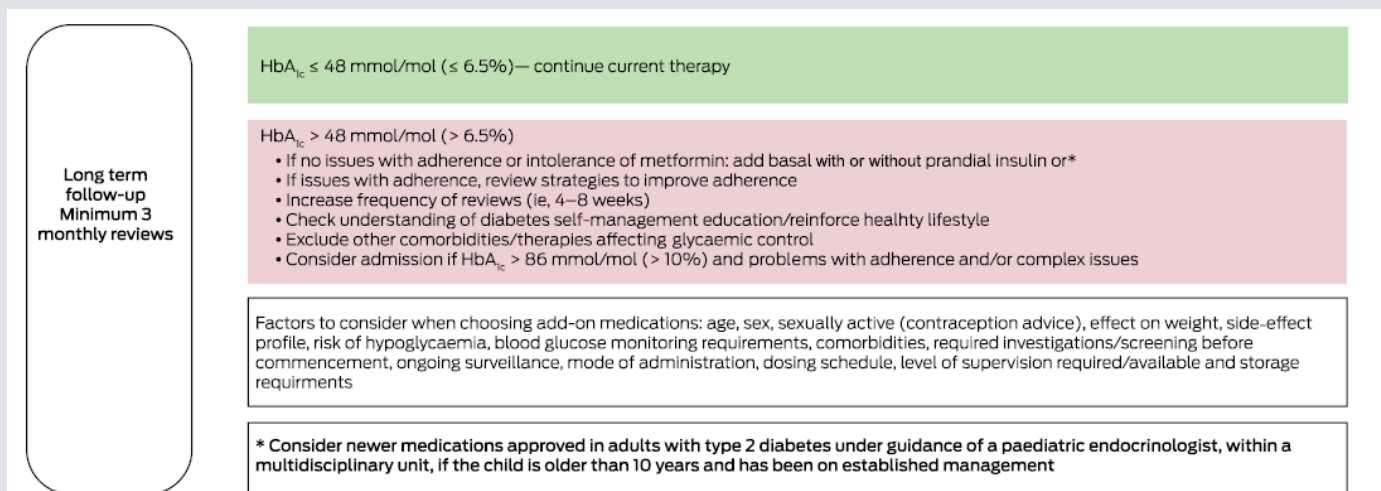 Long term
follow-up
Minimum 3
monthly reviews
HbA1c ≤ 48 mmol/mol (≤ 6.5%)— continue current therapy
HbA1c > 48 mmol/mol (> 6.5%)
• If no issues with adherence or intolerance of metformin: add basal with or without prandial insulin or*
• If issues with adherence, review strategies to improve adherence
• Increase frequency of reviews (ie, 4–8 weeks)
• Check understanding of diabetes self-management education/reinforce healhty lifestyle
• Exclude other comorbidities/therapies affecting glycaemic control
• Consider admission if HbA1c > 86 mmol/mol (> 10%) and problems with adherence and/or complex issues
Factors to consider when choosing add-on medications: age, sex, sexually active (contraception advice), effect on weight, side-effect
profile, risk of hypoglycaemia, blood glucose monitoring requirements, comorbidities, required investigations/screening before
commencement, ongoing surveillance, mode of administration, dosing schedule, level of supervision required/available and storage
requirments
* Consider newer medications approved in adults with type 2 diabetes under guidance of a paediatric endocrinologist, within a
multidisciplinary unit, if the child is older than 10 years and has been on established management